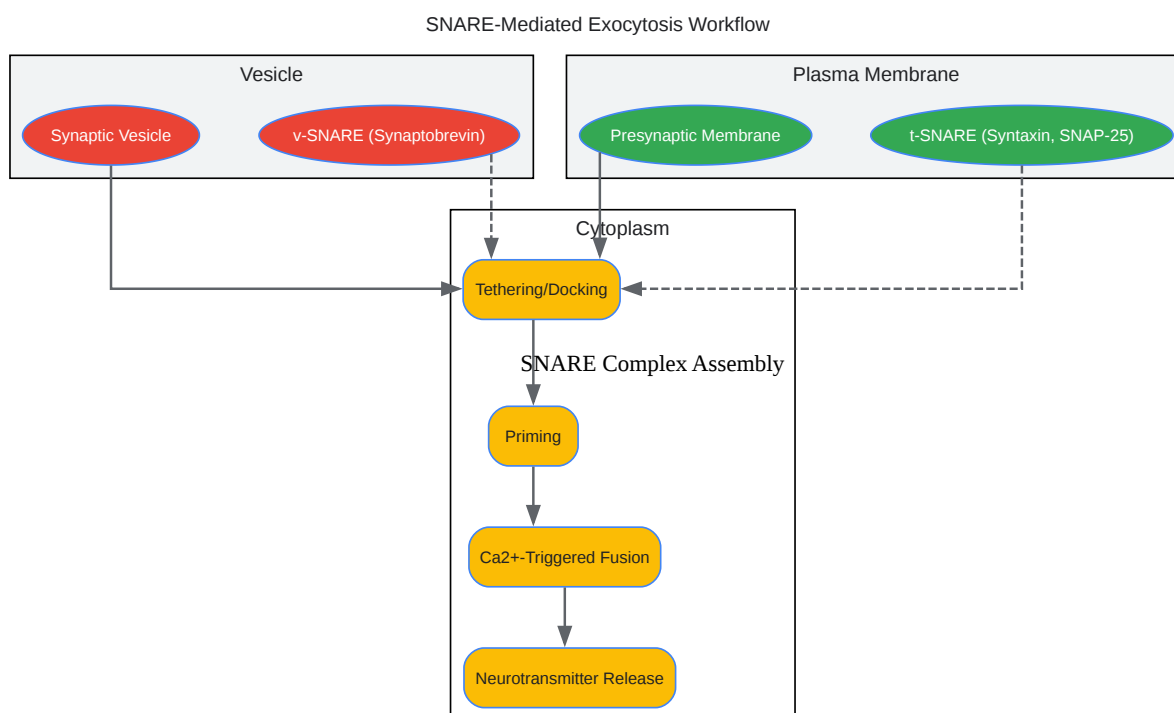 SNARE-Mediated Exocytosis Workflow
Vesicle
Plasma Membrane
Synaptic Vesicle
v-SNARE (Synaptobrevin)
Presynaptic Membrane
t-SNARE (Syntaxin, SNAP-25)
Cytoplasm
Tethering/Docking
SNARE Complex Assembly
Priming
Ca2+-Triggered Fusion
Neurotransmitter Release